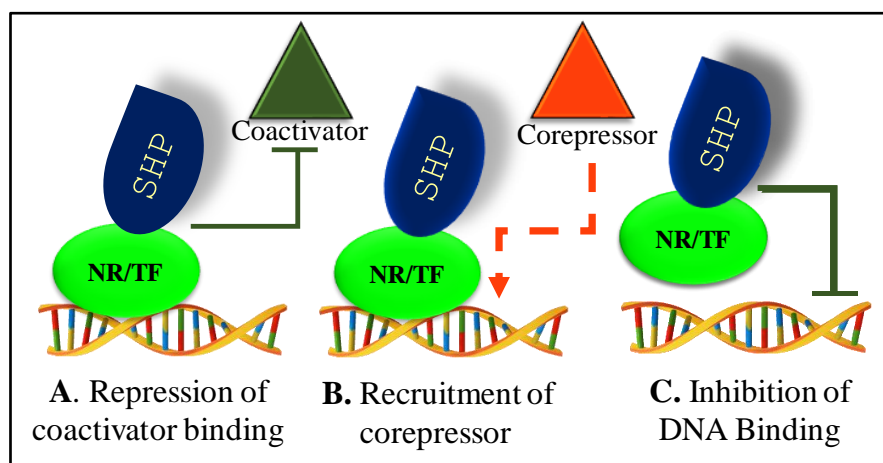 SHP
Coactivator
NR/TF
A. Repression of
coactivator binding
SHP
Corepressor
NR/TF
B. Recruitment of
corepressor
SHP
NR/TF
C. Inhibition of
DNA Binding